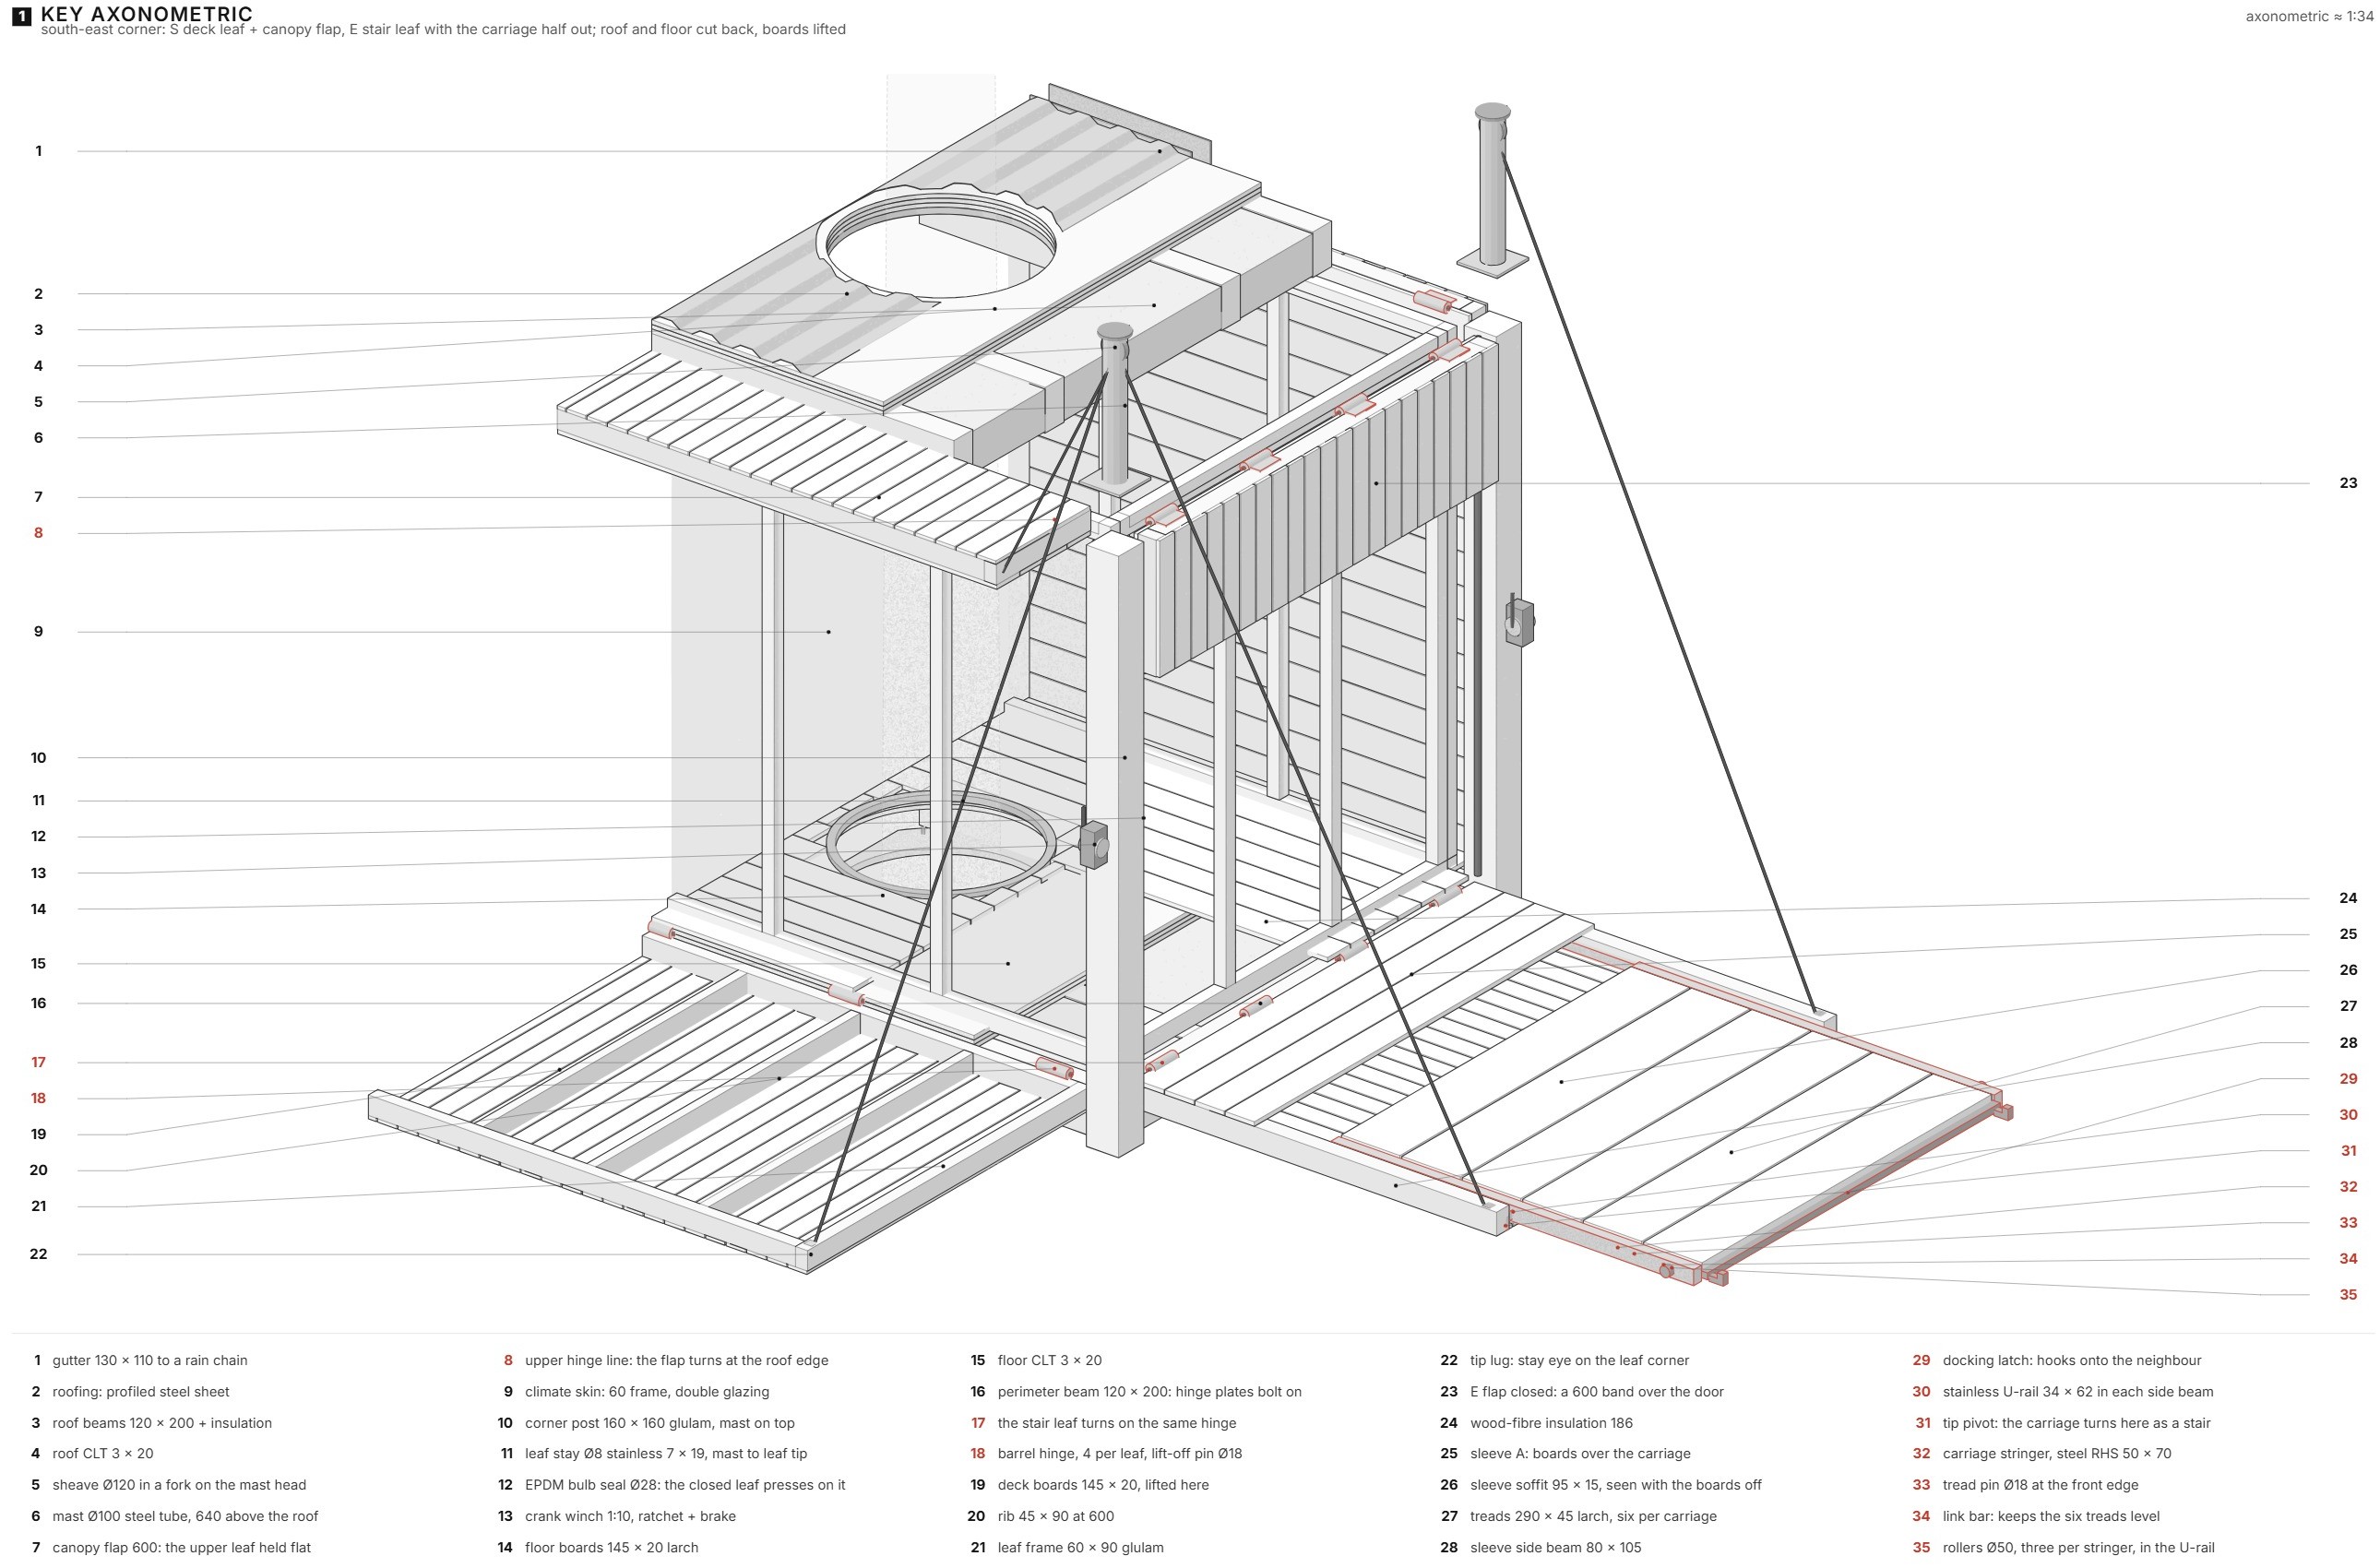 1 KEY AXONOMETRIC
axonometric ≈ 1:34
south-east corner: S deck leaf + canopy flap, E stair leaf with the carriage half out; roof and floor cut back, boards lifted
1
2
3
4
5
6
7
8
9
10
11
12
13
14
15
16
17
18
19
20
21
22
23
24
25
26
27
28
29
30
31
32
33
34
35
1 gutter 130 × 110 to a rain chain
2 roofing: profiled steel sheet
3 roof beams 120 × 200 + insulation
4 roof CLT 3 × 20
5 sheave Ø120 in a fork on the mast head
6 mast Ø100 steel tube, 640 above the roof
7 canopy flap 600: the upper leaf held flat
8 upper hinge line: the flap turns at the roof edge
9 climate skin: 60 frame, double glazing
10 corner post 160 × 160 glulam, mast on top
11 leaf stay Ø8 stainless 7 × 19, mast to leaf tip
12 EPDM bulb seal Ø28: the closed leaf presses on it
13 crank winch 1:10, ratchet + brake
14 floor boards 145 × 20 larch
15 floor CLT 3 × 20
16 perimeter beam 120 × 200: hinge plates bolt on
17 the stair leaf turns on the same hinge
18 barrel hinge, 4 per leaf, lift-off pin Ø18
19 deck boards 145 × 20, lifted here
20 rib 45 × 90 at 600
21 leaf frame 60 × 90 glulam
22 tip lug: stay eye on the leaf corner
23 E flap closed: a 600 band over the door
24 wood-fibre insulation 186
25 sleeve A: boards over the carriage
26 sleeve soffit 95 × 15, seen with the boards off
27 treads 290 × 45 larch, six per carriage
28 sleeve side beam 80 × 105
29 docking latch: hooks onto the neighbour
30 stainless U-rail 34 × 62 in each side beam
31 tip pivot: the carriage turns here as a stair
32 carriage stringer, steel RHS 50 × 70
33 tread pin Ø18 at the front edge
34 link bar: keeps the six treads level
35 rollers Ø50, three per stringer, in the U-rail